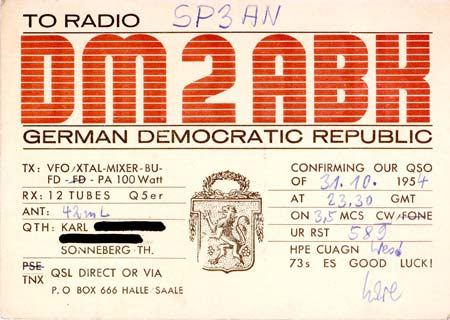 TO RADIO SP3AN
DM2ABK
GERMAN DEMOCRATIC REPUBLIC
TX: VFO/XTAL-MIXER-BU-
FD - FD - PA 100 Watt
RX: 12 TUBES Q5er
ANT: 42 m L
QTH: KARL
SONNEBERG TH.
PSE
TNX QSL DIRECT OR VIA
P.O BOX 666 HALLE/SAALE
CONFIRMING OUR QSO
OF 31.10. 1954
AT 23.30 GMT
ON 3,5 MCS CW/FONE
UR RST 589
HPE CUAGN
73s ES GOOD LUCK!